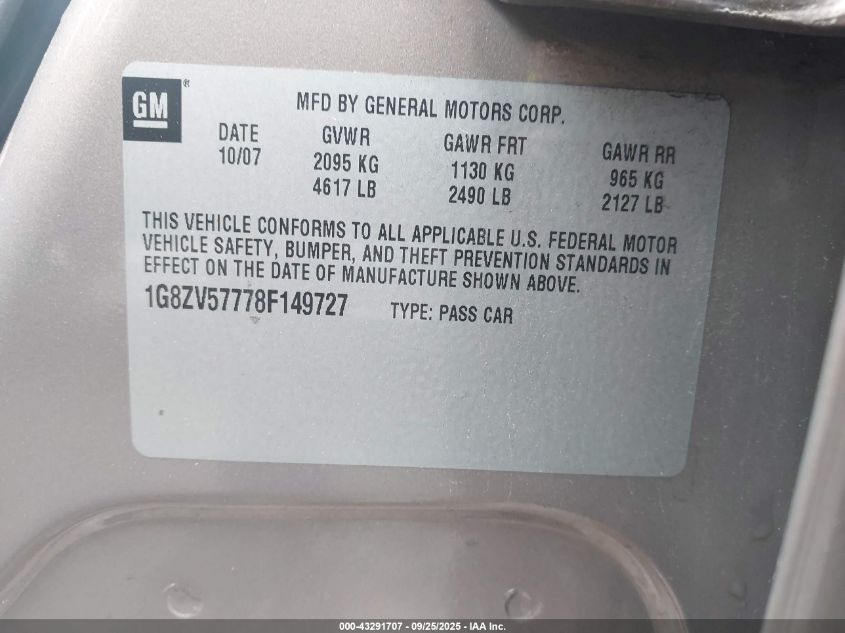 GM ®
MFD BY GENERAL MOTORS CORP.
DATE GVWR GAWR FRT GAWR RR
10/07 2095 KG 1130 KG 965 KG
4617 LB 2490 LB 2127 LB
THIS VEHICLE CONFORMS TO ALL APPLICABLE U.S. FEDERAL MOTOR
VEHICLE SAFETY, BUMPER, AND THEFT PREVENTION STANDARDS IN
EFFECT ON THE DATE OF MANUFACTURE SHOWN ABOVE.
1G8ZV57778F149727 TYPE: PASS CAR
000-43291707 - 09/25/2025 - IAA Inc.